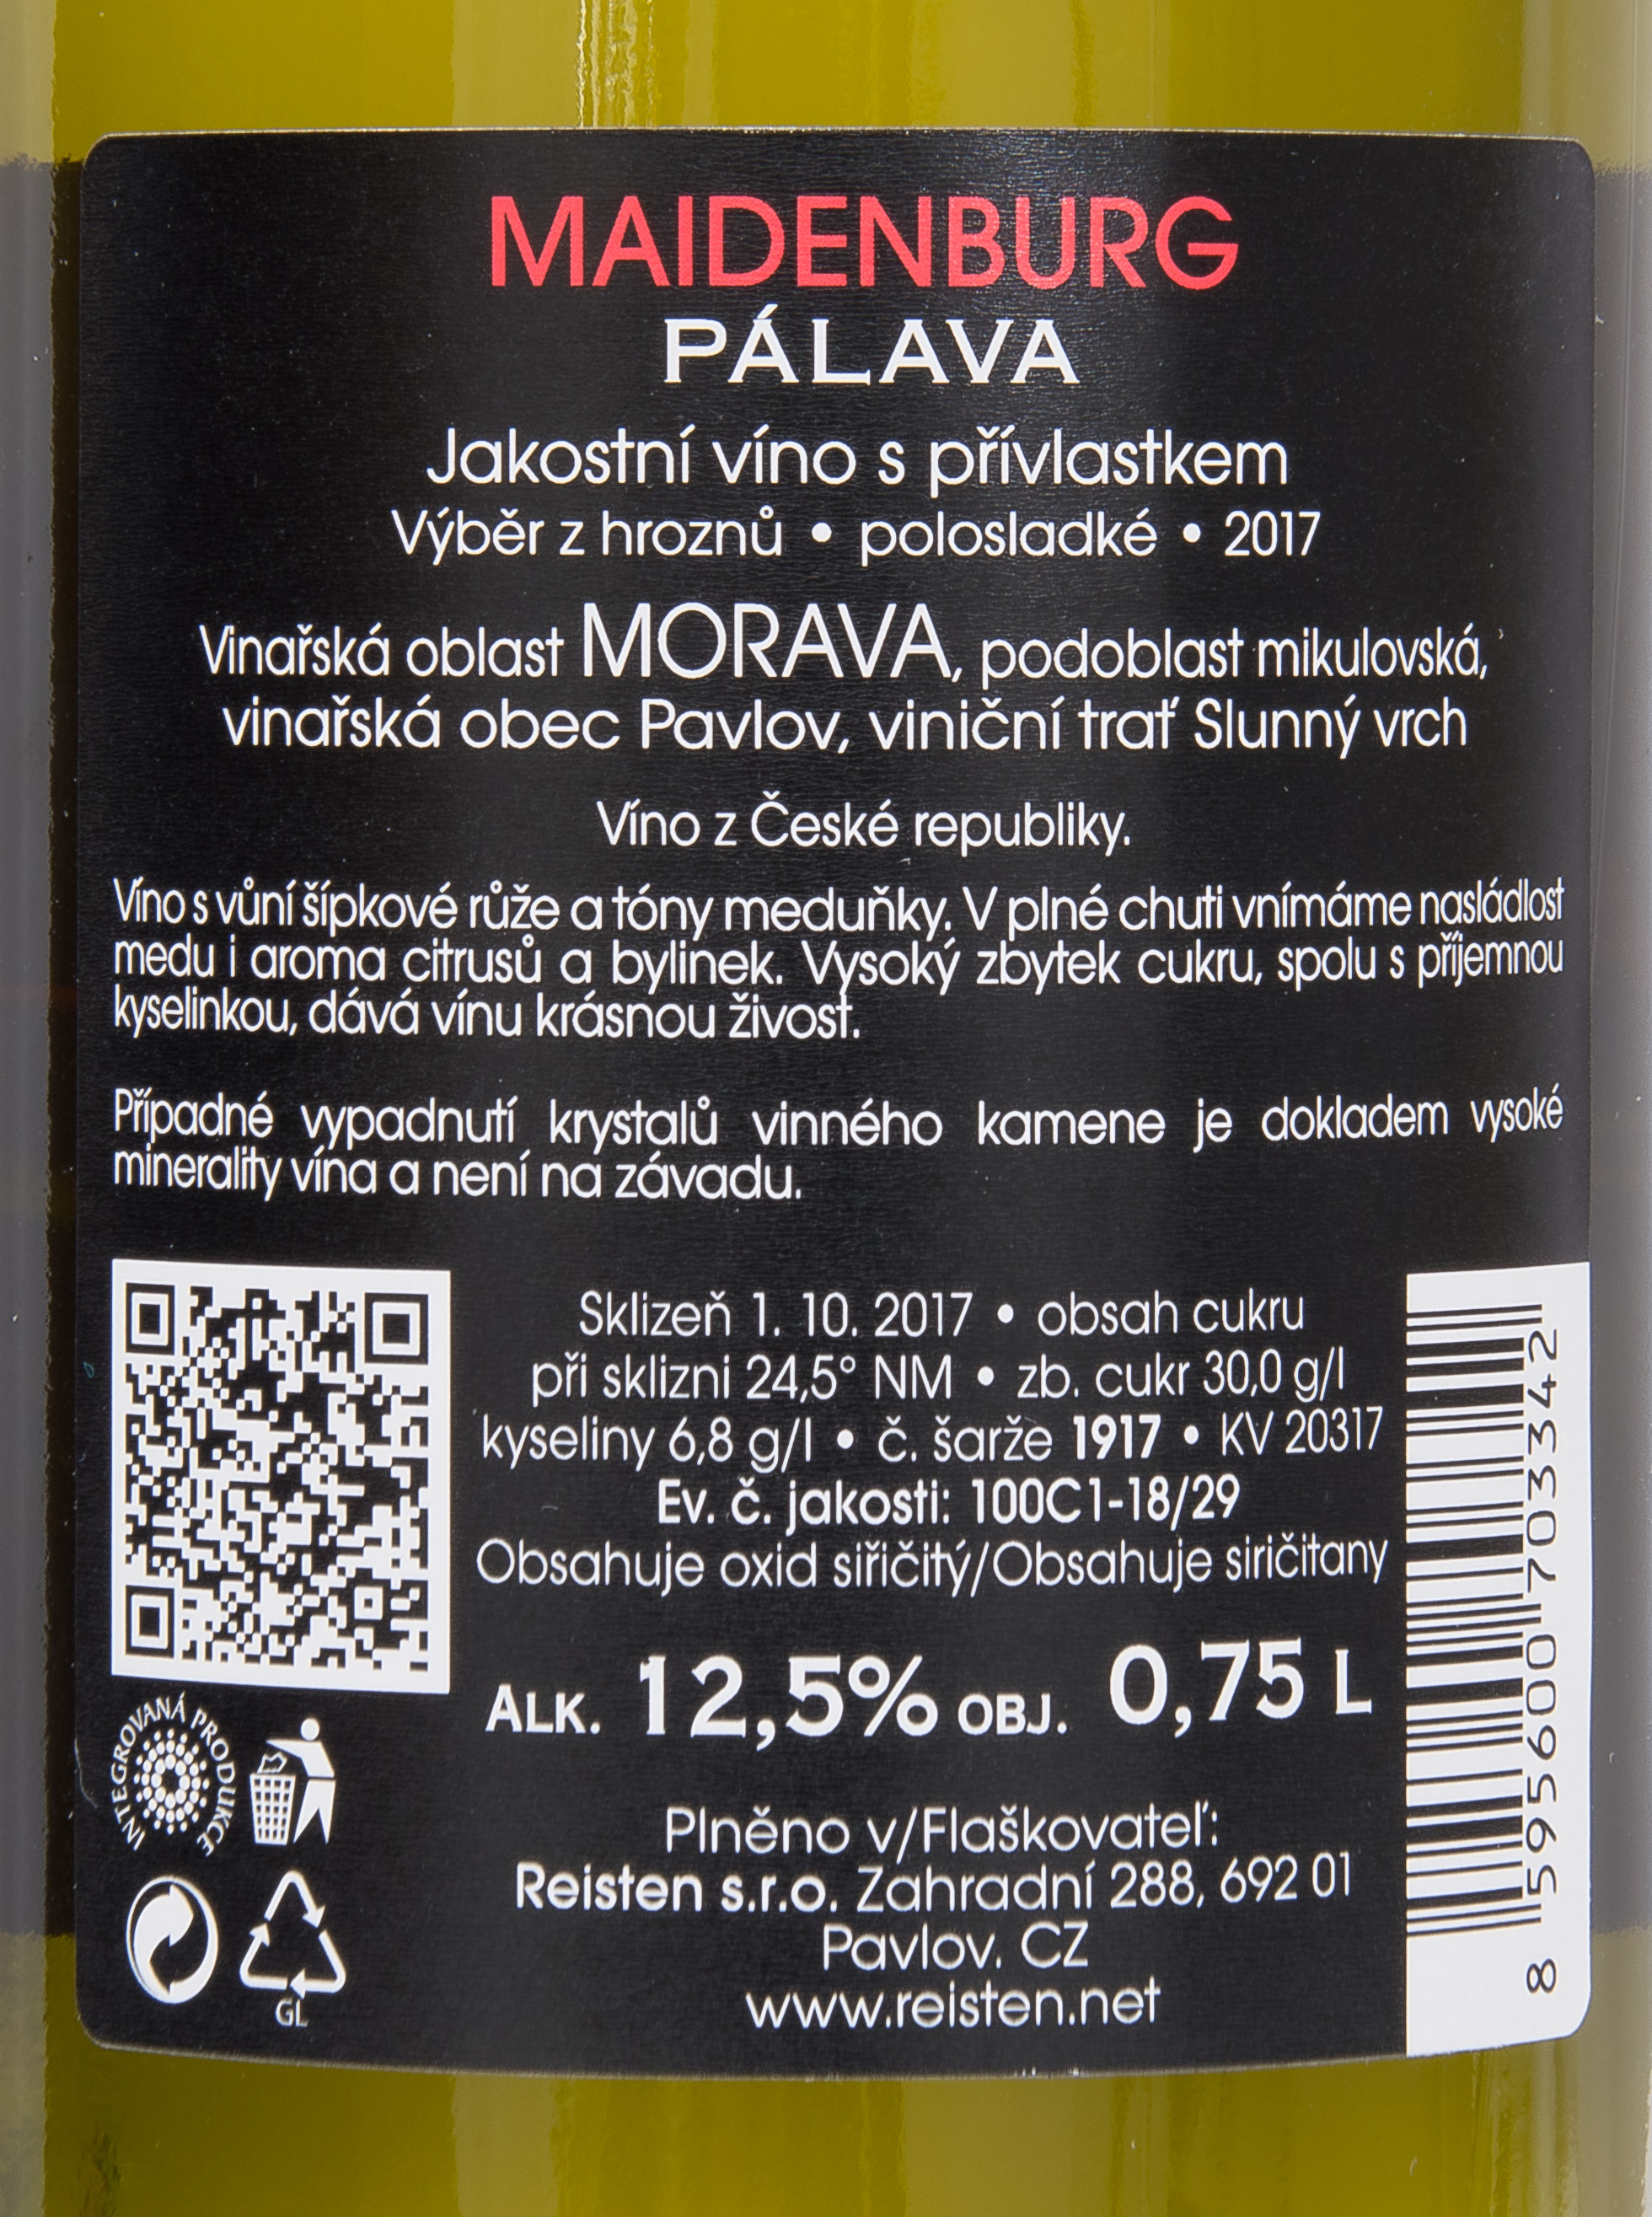 MAIDENBURG
PÁLAVA
Jakostní víno s přívlastkem
Výběr z hroznů • polosladké • 2017
Vinařská oblast MORAVA, podoblast mikulovská,
vinařská obec Pavlov, viniční trať Slunný vrch
Víno z České republiky.
Víno s vůní šípkové růže a tóny meduňky. V plné chuti vnímáme nasládlost
medu i aroma citrusů a bylinek. Vysoký zbytek cukru, spolu s příjemnou
kyselinkou, dává vínu krásnou živost.
Případné vypadnutí krystalů vinného kamene je dokladem vysoké
minerality vína a není na závadu.
Sklizeň 1. 10. 2017 • obsah cukru
při sklizni 24,5° NM • zb. cukr 30,0 g/l
kyseliny 6,8 g/l • č. šarže 1917 • KV 20317
Ev. č. jakosti: 100C1-18/29
Obsahuje oxid siřičitý/Obsahuje siričitany
ALK. 12,5% OBJ. 0,75 L
INTEGROVANÁ PRODUKCE
Plněno v/Flaškovateľ:
Reisten s.r.o. Zahradní 288, 692 01
Pavlov. CZ
www.reisten.net
GL
8 595600 703342